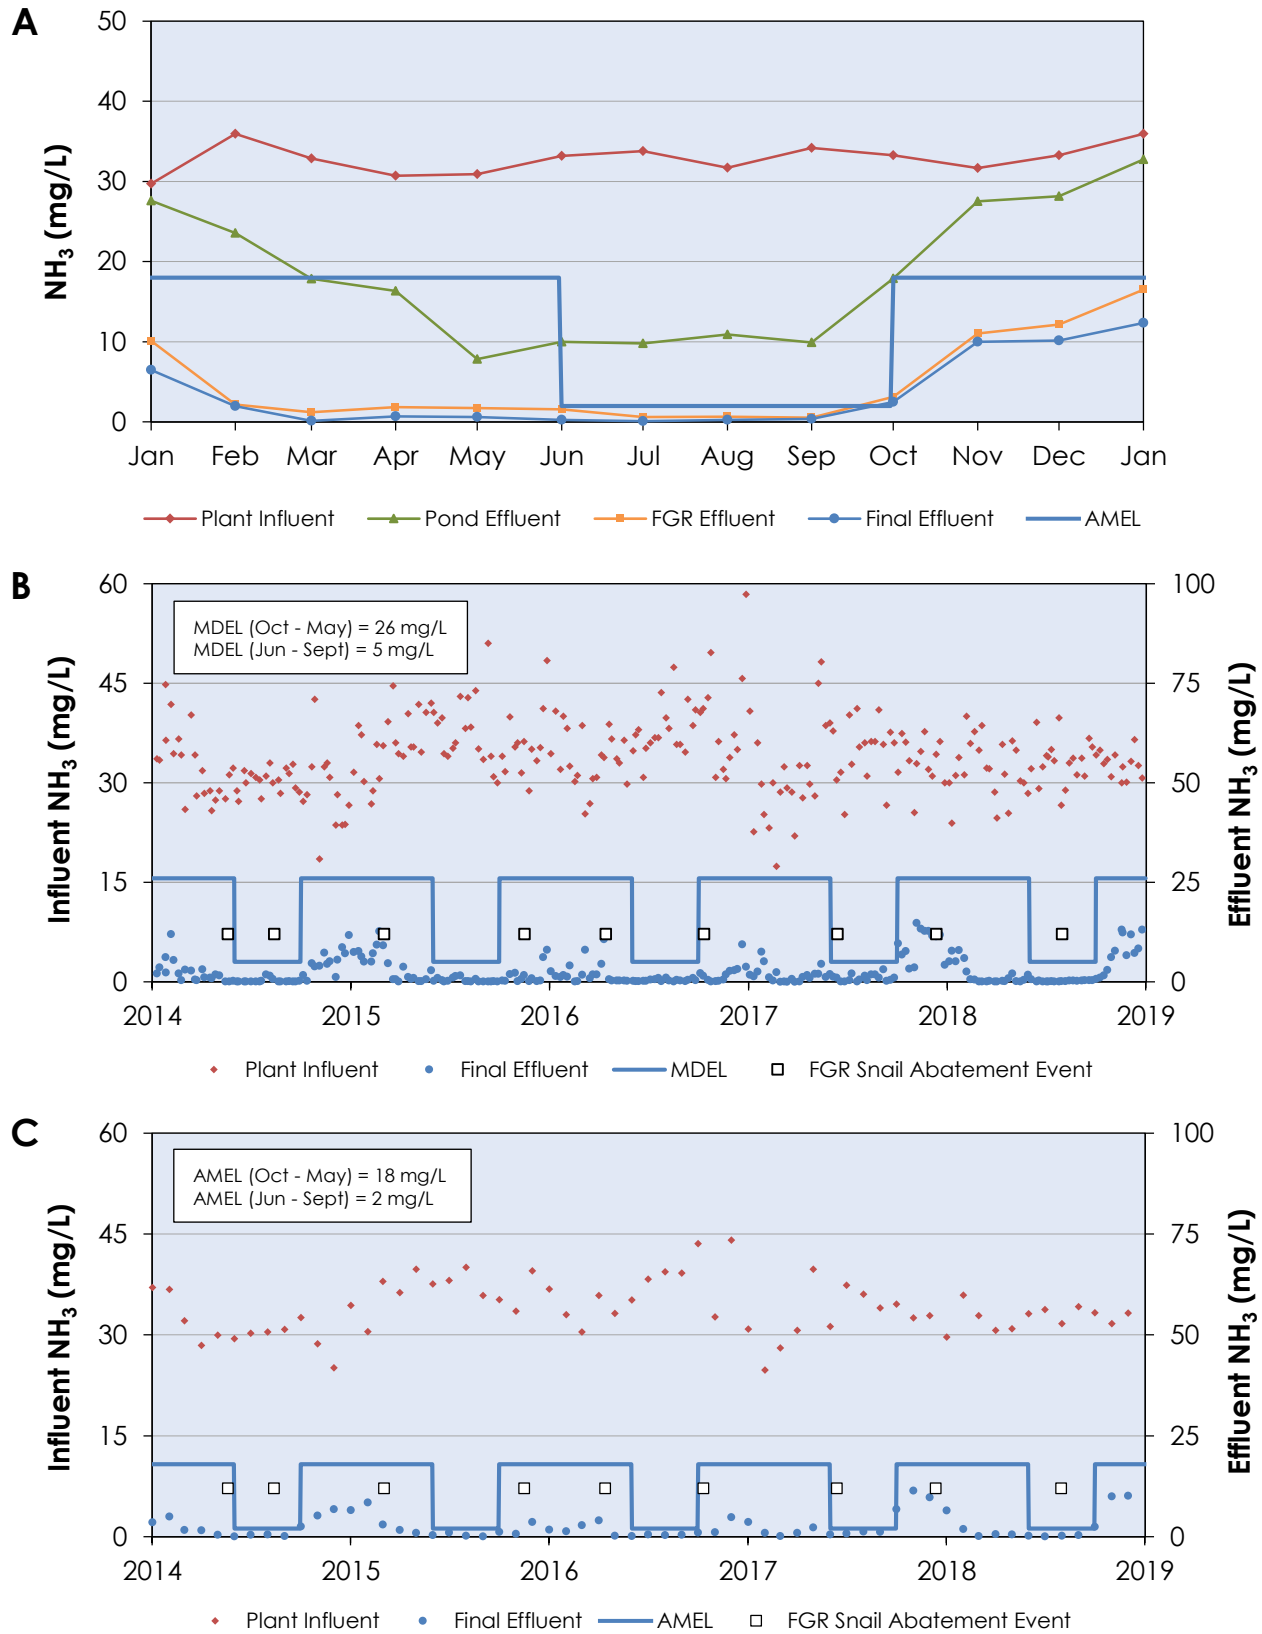 A
50
40
30
20
10
0
NH3 (mg/L)
Jan Feb Mar Apr May Jun Jul Aug Sep Oct Nov Dec Jan
Plant Influent Pond Effluent FGR Effluent Final Effluent AMEL
B
60
45
30
15
0
Influent NH3 (mg/L)
MDEL (Oct - May) = 26 mg/L
MDEL (Jun - Sept) = 5 mg/L
100
75
50
25
0
Effluent NH3 (mg/L)
2014 2015 2016 2017 2018 2019
Plant Influent Final Effluent MDEL FGR Snail Abatement Event
C
60
45
30
15
0
Influent NH3 (mg/L)
AMEL (Oct - May) = 18 mg/L
AMEL (Jun - Sept) = 2 mg/L
100
75
50
25
0
Effluent NH3 (mg/L)
2014 2015 2016 2017 2018 2019
Plant Influent Final Effluent AMEL FGR Snail Abatement Event